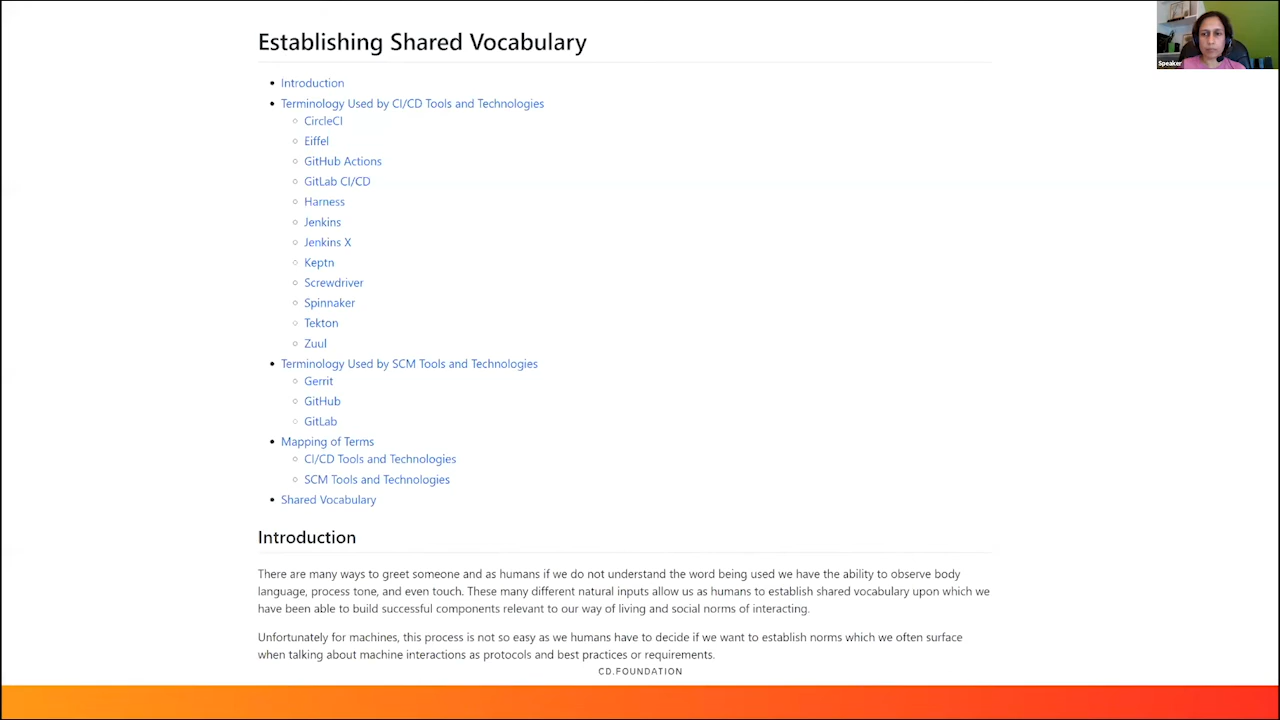 Establishing Shared Vocabulary
Speaker
Introduction
Terminology Used by CI/CD Tools and Technologies
CircleCI
Eiffel
GitHub Actions
GitLab CI/CD
Harness
Jenkins
Jenkins X
Keptn
Screwdriver
Spinnaker
Tekton
Zuul
Terminology Used by SCM Tools and Technologies
Gerrit
GitHub
GitLab
Mapping of Terms
CI/CD Tools and Technologies
SCM Tools and Technologies
Shared Vocabulary
Introduction
There are many ways to greet someone and as humans if we do not understand the word being used we have the ability to observe body
language, process tone, and even touch. These many different natural inputs allow us as humans to establish shared vocabulary upon which we
have been able to build successful components relevant to our way of living and social norms of interacting.
Unfortunately for machines, this process is not so easy as we humans have to decide if we want to establish norms which we often surface
when talking about machine interactions as protocols and best practices or requirements.
CD.FOUNDATION